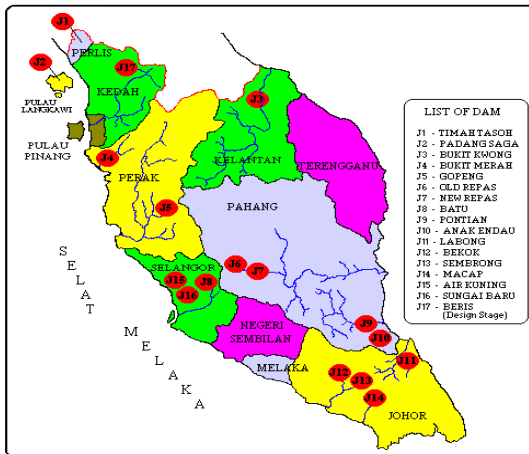 J1
PERLIS
J2
J17
KEDAH
PULAU
LANGKAWI
J3
PULAU
PINANG
J4
PERAK
KELANTAN
TERENGGANU
J5
PAHANG
SELANGOR
J6
J7
J15
J8
J16
NEGERI
SEMBILAN
MELAKA
J9
J10
J11
J12
J13
J14
JOHOR
SELAT MELAKA
LIST OF DAM
J1 - TIMAH TASOH
J2 - PADANG SAGA
J3 - BUKIT KWONG
J4 - BUKIT MERAH
J5 - GOPENG
J6 - OLD REPAS
J7 - NEW REPAS
J8 - BATU
J9 - PONTIAN
J10 - ANAK ENDAU
J11 - LABONG
J12 - BEKOK
J13 - SEMBRONG
J14 - MACAP
J15 - AIR KUNING
J16 - SUNGAI BARU
J17 - BERIS
(Design Stage)